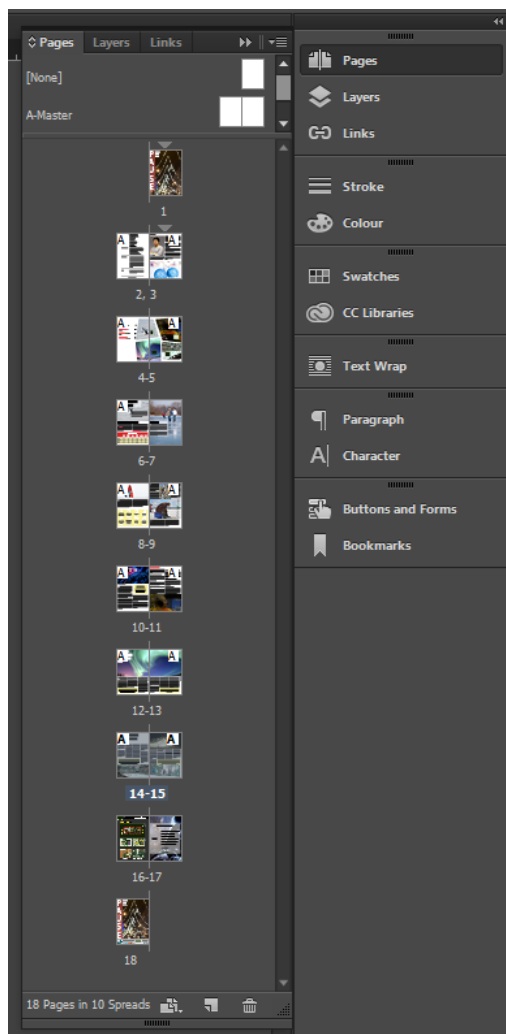 Pages Layers Links
[None]
A-Master
1
2, 3
4-5
6-7
8-9
10-11
12-13
14-15
16-17
18
18 Pages in 10 Spreads
Pages
Layers
Links
Stroke
Colour
Swatches
CC Libraries
Text Wrap
Paragraph
Character
Buttons and Forms
Bookmarks